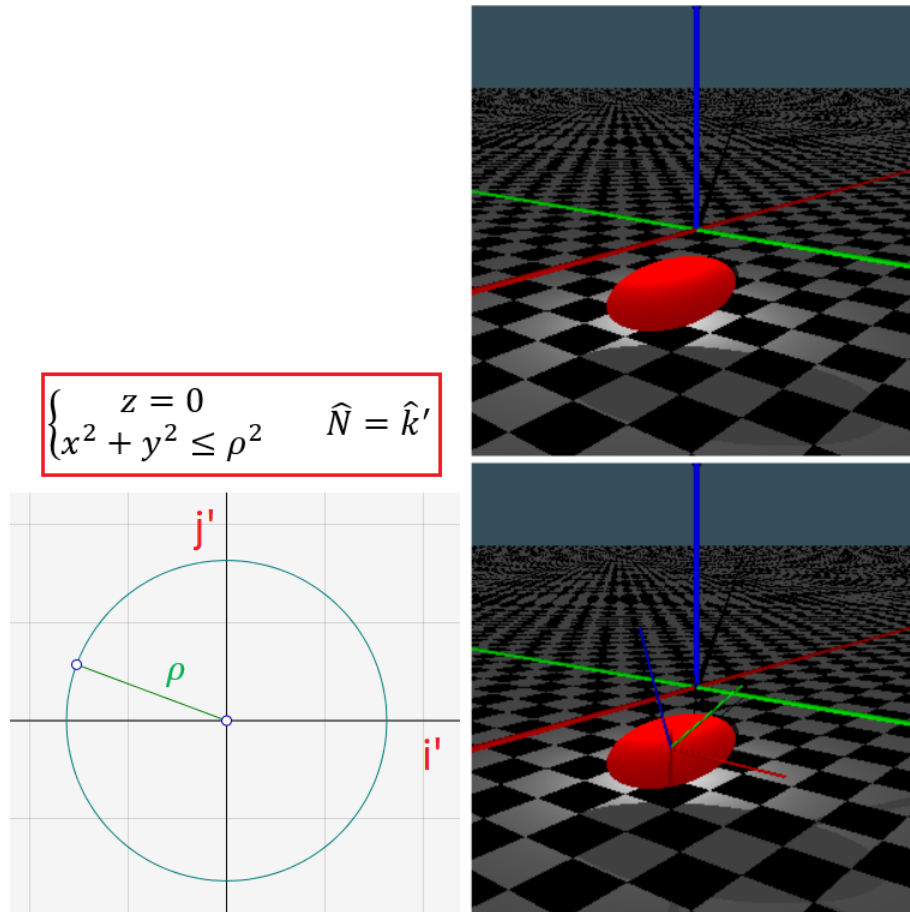 z = 0
x² + y² ≤ ρ²
N̂ = k̂′
j'
ρ
i'